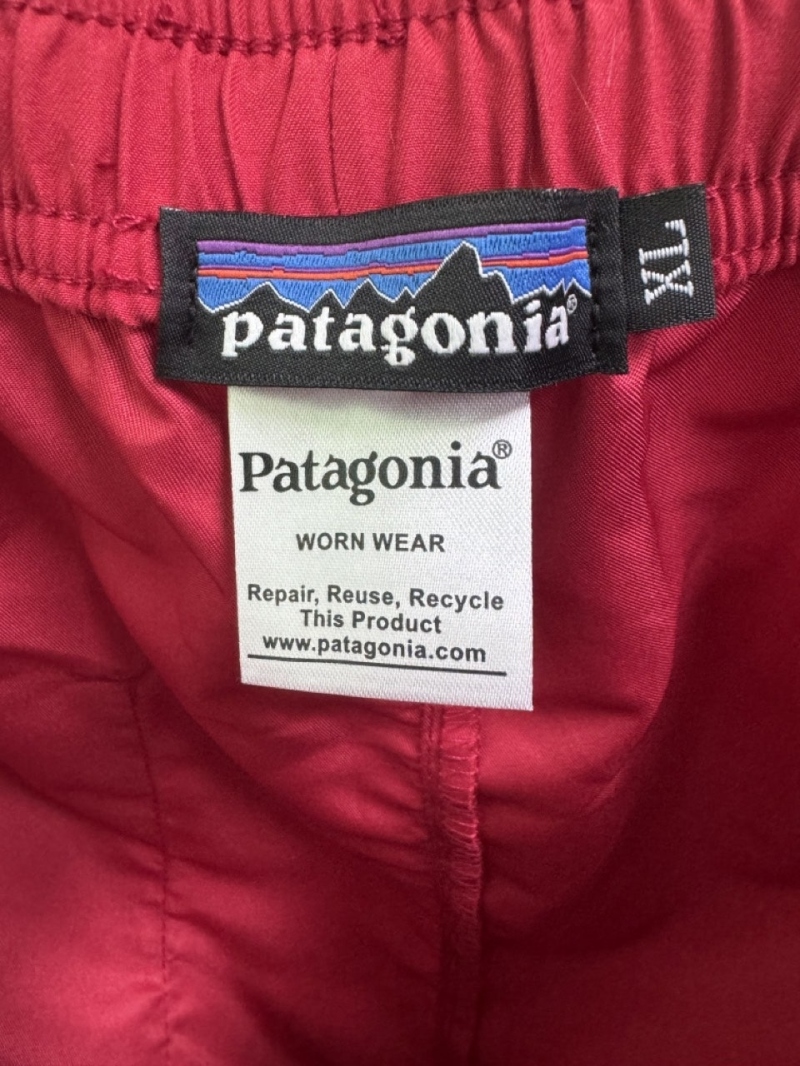 patagonia®
XL
Patagonia®
WORN WEAR
Repair, Reuse, Recycle
This Product
www.patagonia.com